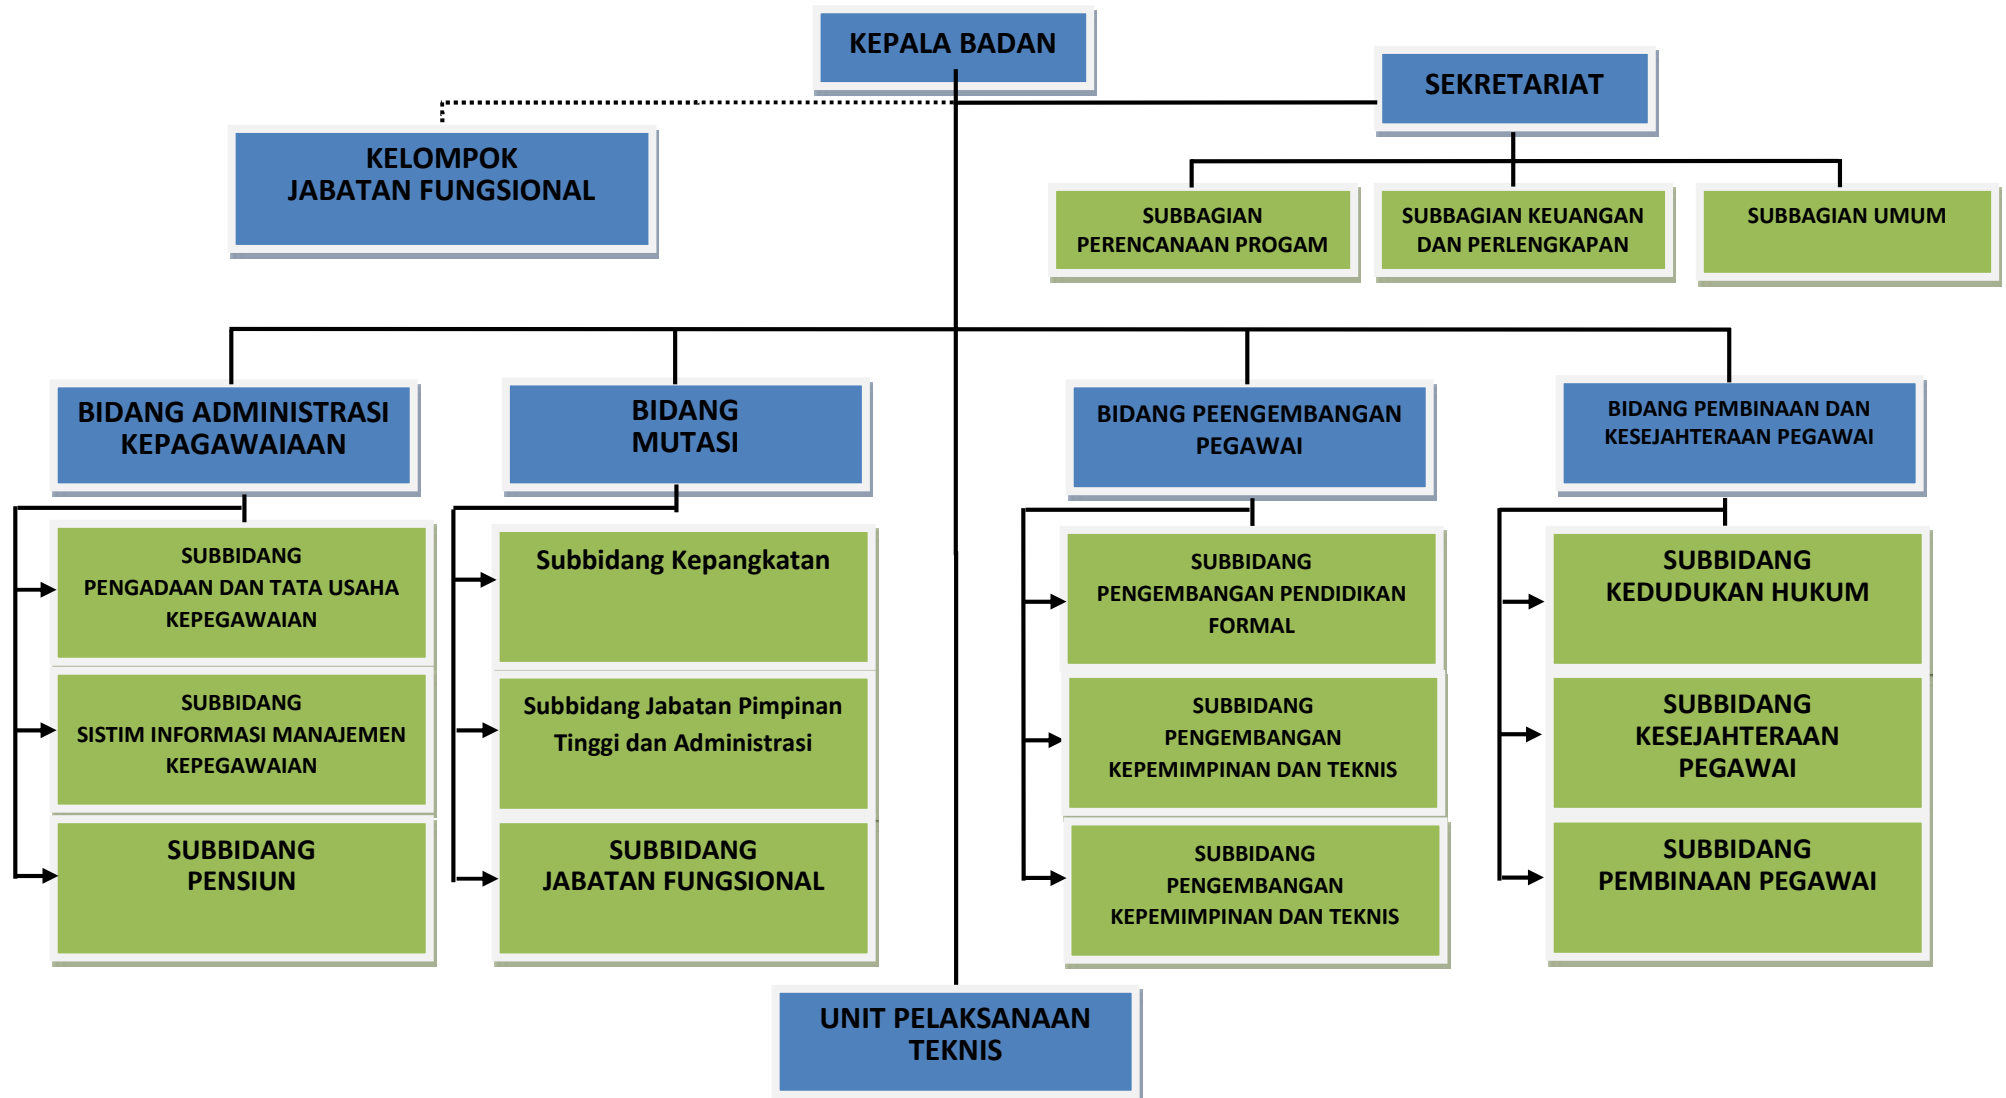 KEPALA BADAN
SEKRETARIAT
KELOMPOK
JABATAN FUNGSIONAL
SUBBAGIAN
PERENCANAAN PROGAM
SUBBAGIAN KEUANGAN
DAN PERLENGKAPAN
SUBBAGIAN UMUM
BIDANG ADMINISTRASI
KEPAGAWAIAAN
BIDANG
MUTASI
BIDANG PEENGEMBANGAN
PEGAWAI
BIDANG PEMBINAAN DAN
KESEJAHTERAAN PEGAWAI
SUBBIDANG
PENGADAAN DAN TATA USAHA
KEPEGAWAIAN
SUBBIDANG
SISTIM INFORMASI MANAJEMEN
KEPEGAWAIAN
SUBBIDANG
PENSIUN
Subbidang Kepangkatan
Subbidang Jabatan Pimpinan
Tinggi dan Administrasi
SUBBIDANG
JABATAN FUNGSIONAL
SUBBIDANG
PENGEMBANGAN PENDIDIKAN
FORMAL
SUBBIDANG
PENGEMBANGAN
KEPEMIMPINAN DAN TEKNIS
SUBBIDANG
PENGEMBANGAN
KEPEMIMPINAN DAN TEKNIS
SUBBIDANG
KEDUDUKAN HUKUM
SUBBIDANG
KESEJAHTERAAN
PEGAWAI
SUBBIDANG
PEMBINAAN PEGAWAI
UNIT PELAKSANAAN
TEKNIS